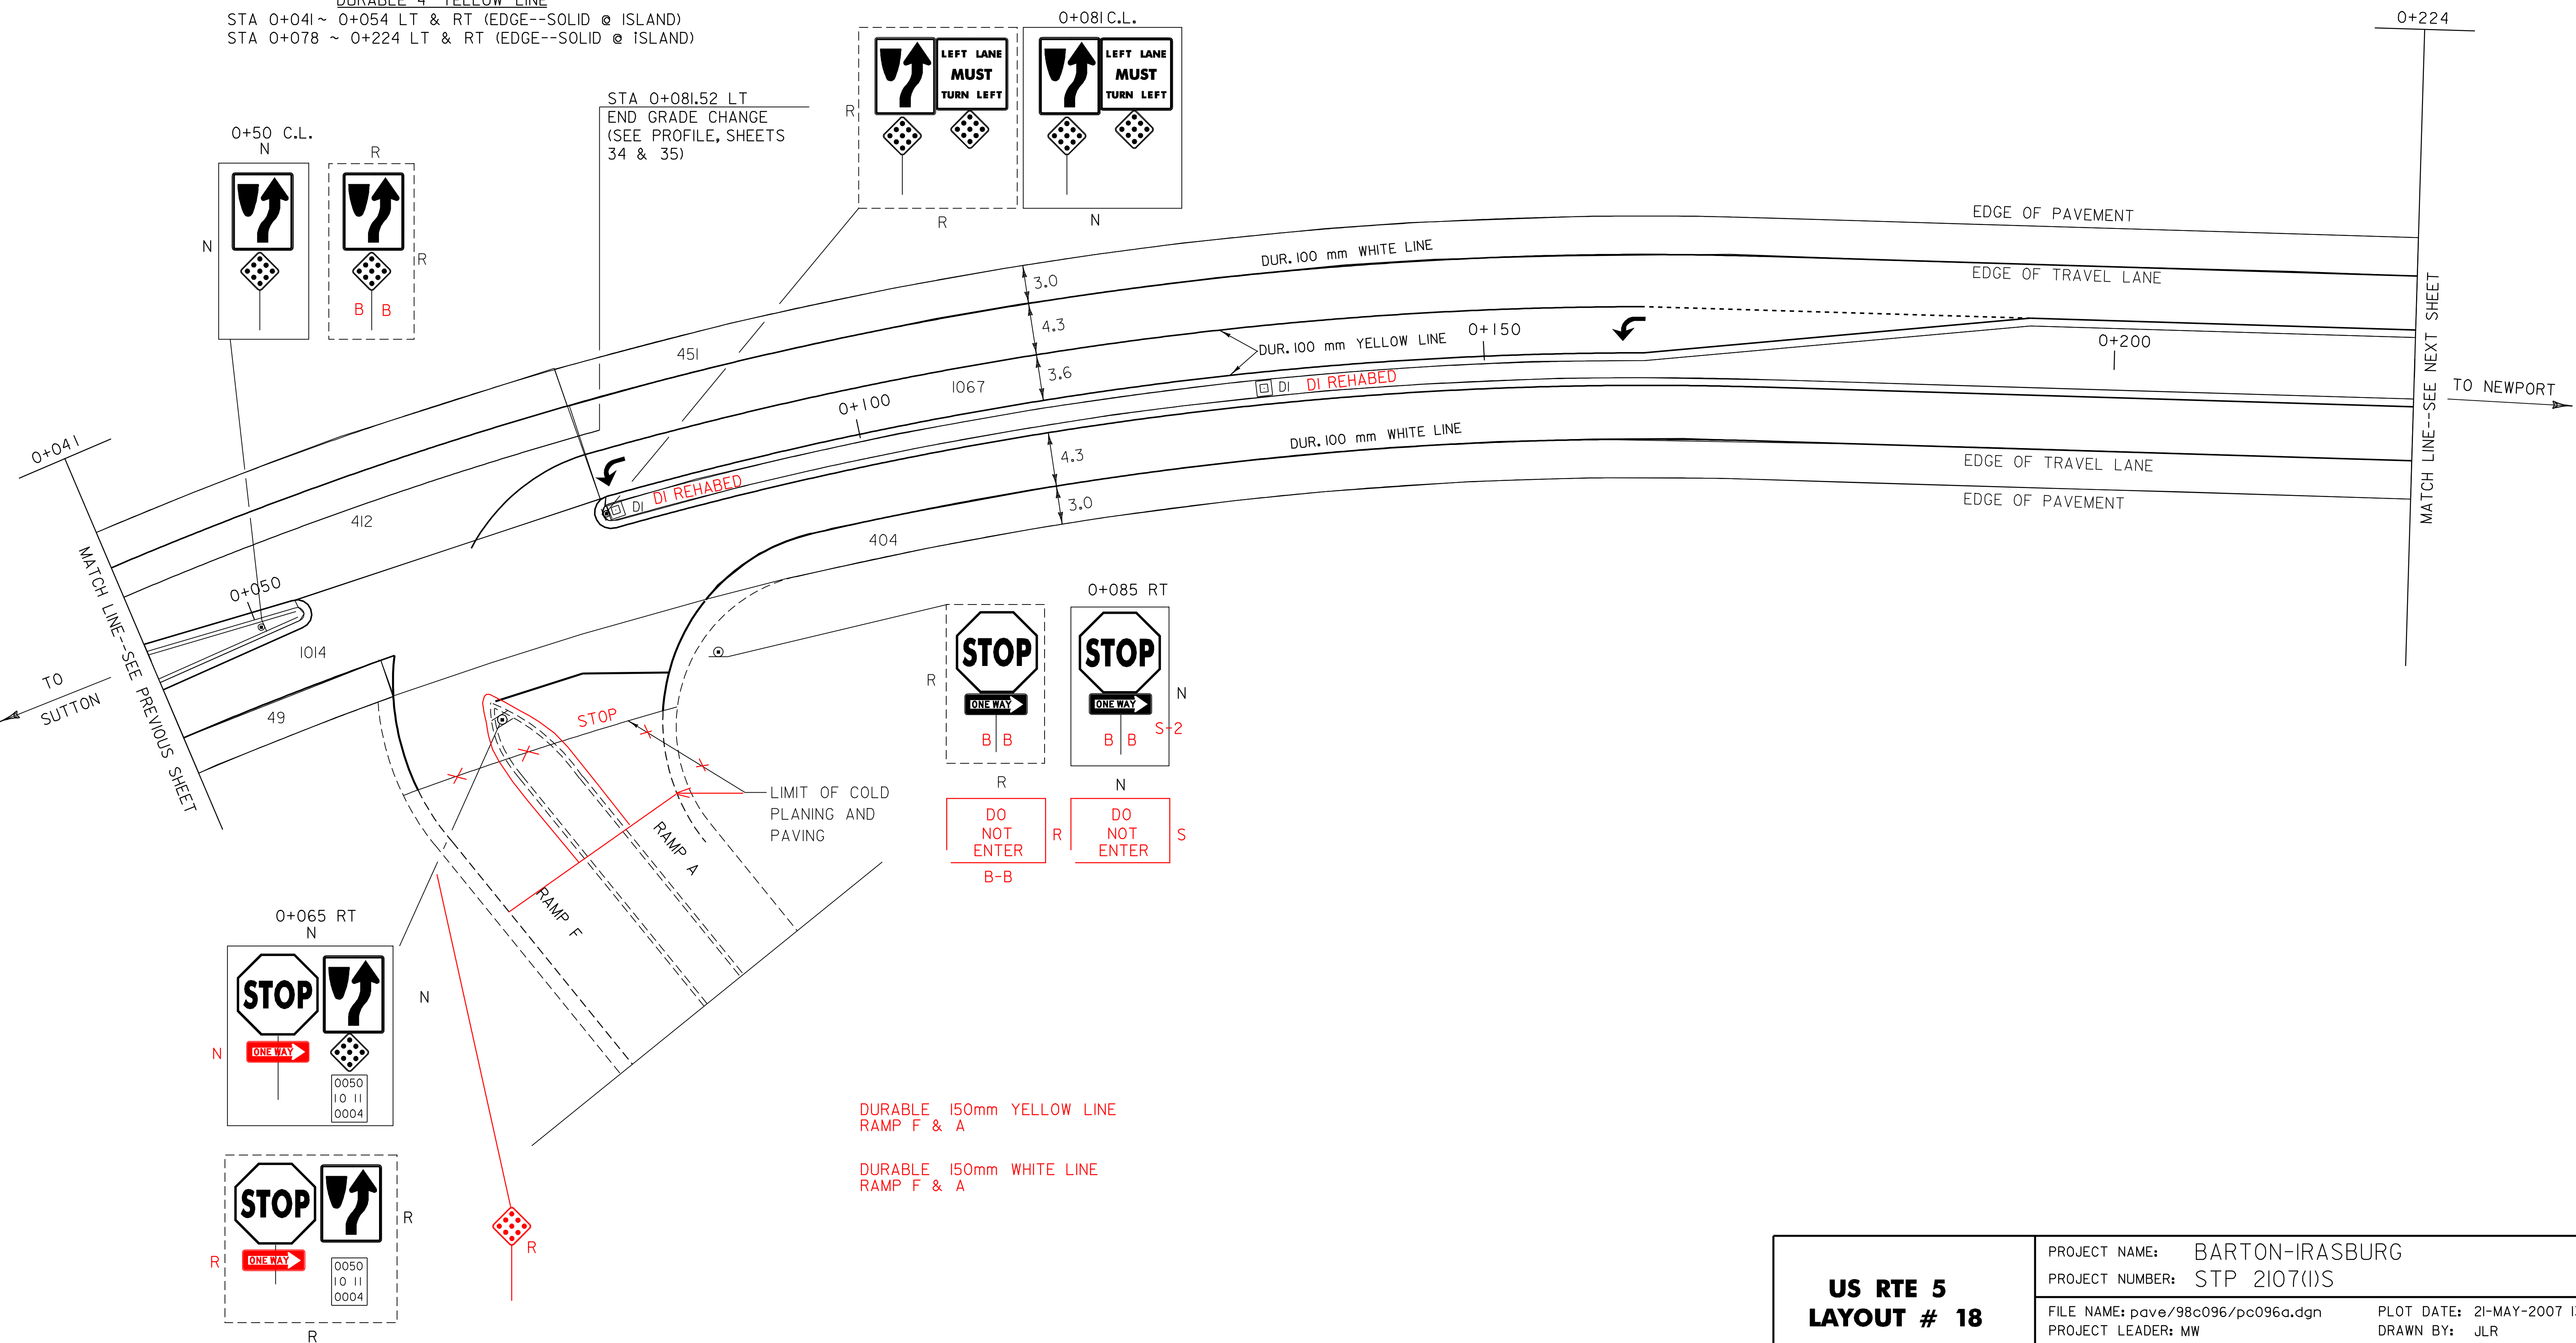 DURABLE 4" YELLOW LINE
STA 0+041 ~ 0+054 LT & RT (EDGE--SOLID @ ISLAND)
STA 0+078 ~ 0+224 LT & RT (EDGE--SOLID @ ISLAND)
0+50 C.L.
N
R
N
R
B B
STA 0+081.52 LT
END GRADE CHANGE
(SEE PROFILE, SHEETS
34 & 35)
0+081 C.L.
LEFT LANE
MUST
TURN LEFT
LEFT LANE
MUST
TURN LEFT
R
R
N
0+224
EDGE OF PAVEMENT
DUR. 100 mm WHITE LINE
EDGE OF TRAVEL LANE
3.0
4.3
451
DUR. 100 mm YELLOW LINE
0+150
0+200
3.6
1067
DI DI REHABED
TO NEWPORT
MATCH LINE--SEE NEXT SHEET
0+100
DUR. 100 mm WHITE LINE
0+041
4.3
EDGE OF TRAVEL LANE
DI DI REHABED
3.0
EDGE OF PAVEMENT
412
404
0+050
MATCH LINE--SEE PREVIOUS SHEET
1014
TO
SUTTON
49
STOP
LIMIT OF COLD
PLANING AND
PAVING
RAMP A
RAMP F
0+085 RT
STOP
ONE WAY
B B
R
R
STOP
ONE WAY
B B
N
S-2
N
DO
NOT
ENTER
R
B-B
DO
NOT
ENTER
S
0+065 RT
N
STOP
ONE WAY
N
N
0050
10 11
0004
STOP
ONE WAY
R
R
0050
10 11
0004
R
R
DURABLE 150mm YELLOW LINE
RAMP F & A
DURABLE 150mm WHITE LINE
RAMP F & A
US RTE 5
LAYOUT # 18
PROJECT NAME: BARTON-IRASBURG
PROJECT NUMBER: STP 2107(1)S
FILE NAME: pave/98c096/pc096a.dgn
PLOT DATE: 21-MAY-2007
PROJECT LEADER: MW
DRAWN BY: JLR